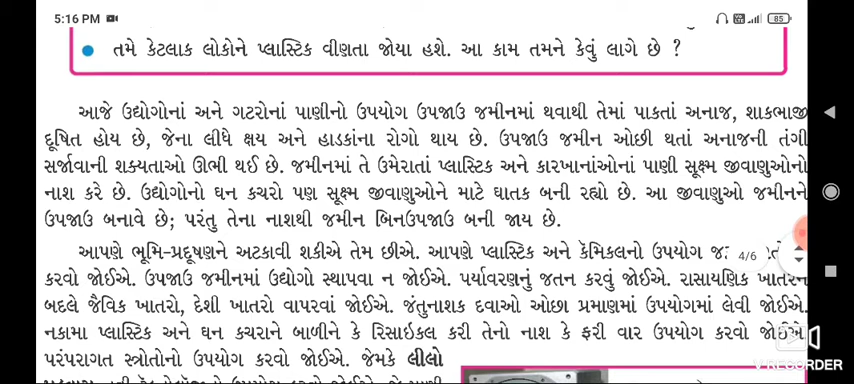 5:16 PM
85
તમે કેટલાક લોકોને પ્લાસ્ટિક વીણતા જોયા હશે. આ કામ તમને કેવું લાગે છે ?
આજે ઉદ્યોગોનાં અને ગટરોનાં પાણીનો ઉપયોગ ઉપજાઉ જમીનમાં થવાથી તેમાં પાકતાં અનાજ, શાકભાજી
દૂષિત હોય છે, જેના લીધે ક્ષય અને હાડકાંના રોગો થાય છે. ઉપજાઉ જમીન ઓછી થતાં અનાજની તંગી
સર્જાવાની શક્યતાઓ ઊભી થઈ છે. જમીનમાં તે ઉમેરાતાં પ્લાસ્ટિક અને કારખાનાંઓનાં પાણી સૂક્ષ્મ જીવાણુઓનો
નાશ કરે છે. ઉદ્યોગોનો ઘન કચરો પણ સૂક્ષ્મ જીવાણુઓને માટે ઘાતક બની રહ્યો છે. આ જીવાણુઓ જમીનને
ઉપજાઉ બનાવે છે; પરંતુ તેના નાશથી જમીન બિનઉપજાઉ બની જાય છે.
આપણે ભૂમિ-પ્રદૂષણને અટકાવી શકીએ તેમ છીએ. આપણે પ્લાસ્ટિક અને કૅમિકલનો ઉપયોગ 4/6
કરવો જોઈએ. ઉપજાઉ જમીનમાં ઉદ્યોગો સ્થાપવા ન જોઈએ. પર્યાવરણનું જતન કરવું જોઈએ. રાસાયણિક ખાતરને
બદલે જૈવિક ખાતરો, દેશી ખાતરો વાપરવાં જોઈએ. જંતુનાશક દવાઓ ઓછા પ્રમાણમાં ઉપયોગમાં લેવી જોઈએ.
નકામા પ્લાસ્ટિક અને ઘન કચરાને બાળીને કે રિસાઇકલ કરી તેનો નાશ કે ફરી વાર ઉપયોગ કરવો જોઈએ.
પરંપરાગત સ્ત્રોતોનો ઉપયોગ કરવો જોઈએ. જેમકે લીલો
V RECORDER